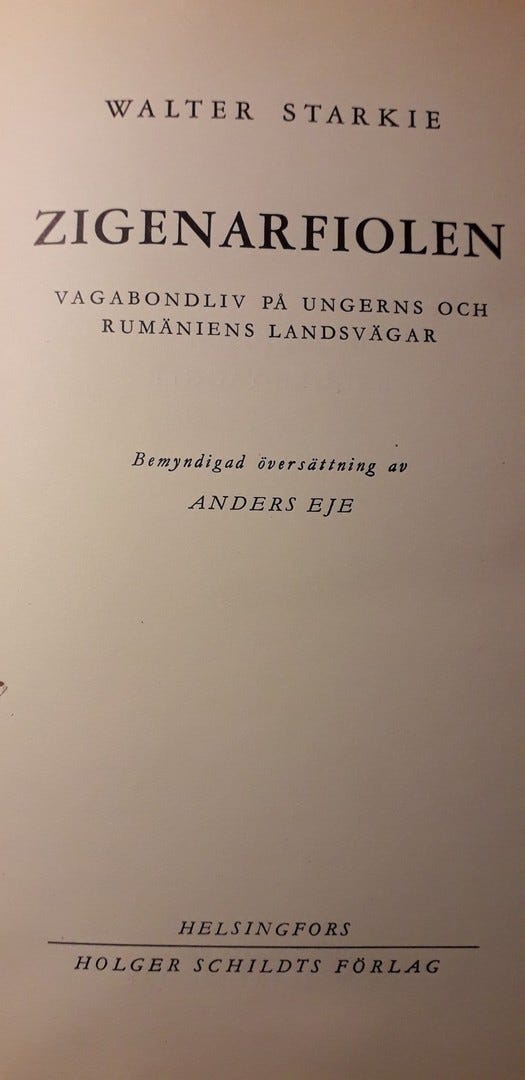 WALTER STARKIE
ZIGENARFIOLEN
VAGABONDLIV PÅ UNGERNS OCH
RUMÄNIENS LANDSVÄGAR
Bemyndigad översättning av
ANDERS EJE
HELSINGFORS
HOLGER SCHILDTS FÖRLAG